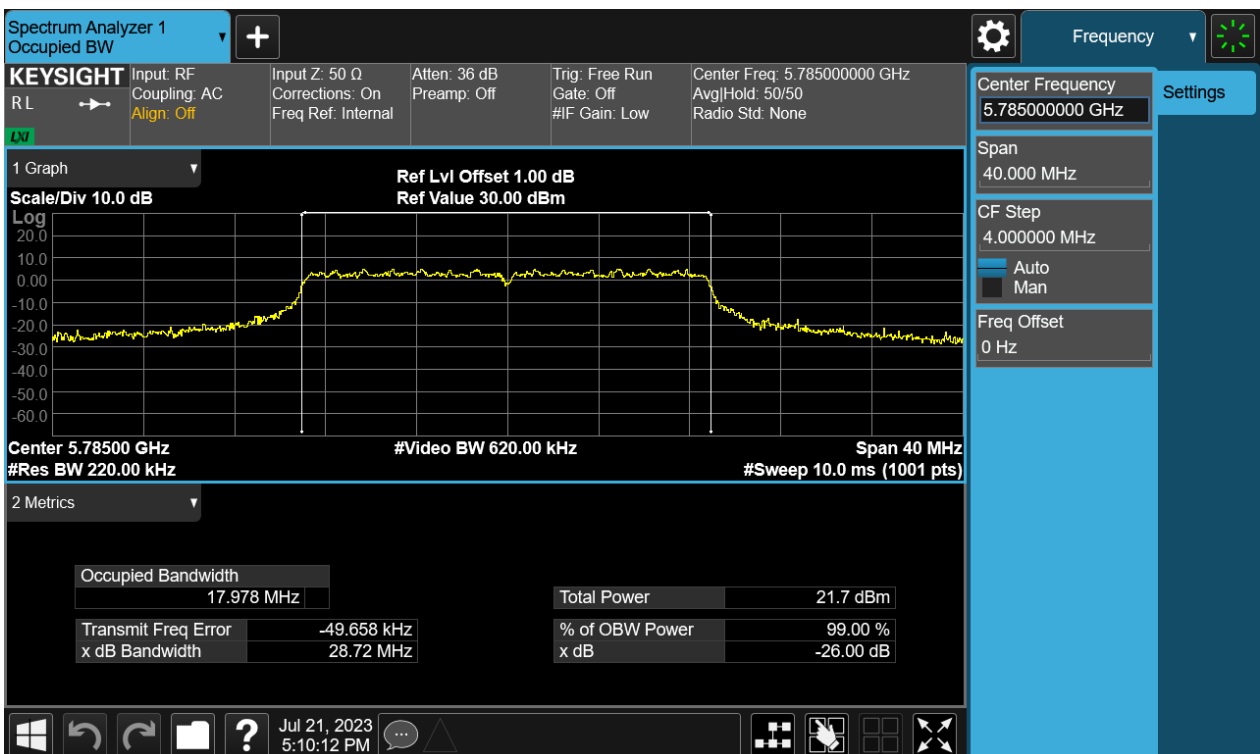 Spectrum Analyzer 1
Occupied BW
Frequency
KEYSIGHT
R L
LXI
Input: RF
Coupling: AC
Align: Off
Input Z: 50 Ω
Corrections: On
Freq Ref: Internal
Atten: 36 dB
Preamp: Off
Trig: Free Run
Gate: Off
#IF Gain: Low
Center Freq: 5.785000000 GHz
Avg|Hold: 50/50
Radio Std: None
Center Frequency
5.785000000 GHz
Settings
Span
40.000 MHz
CF Step
4.000000 MHz
Auto
Man
Freq Offset
0 Hz
1 Graph
Ref Lvl Offset 1.00 dB
Scale/Div 10.0 dB
Ref Value 30.00 dBm
Log
20.0
10.0
0.00
-10.0
-20.0
-30.0
-40.0
-50.0
-60.0
Center 5.78500 GHz
#Video BW 620.00 kHz
Span 40 MHz
#Res BW 220.00 kHz
#Sweep 10.0 ms (1001 pts)
2 Metrics
Occupied Bandwidth
17.978 MHz
Total Power
21.7 dBm
Transmit Freq Error
-49.658 kHz
% of OBW Power
99.00 %
x dB Bandwidth
28.72 MHz
x dB
-26.00 dB
?
Jul 21, 2023
5:10:12 PM